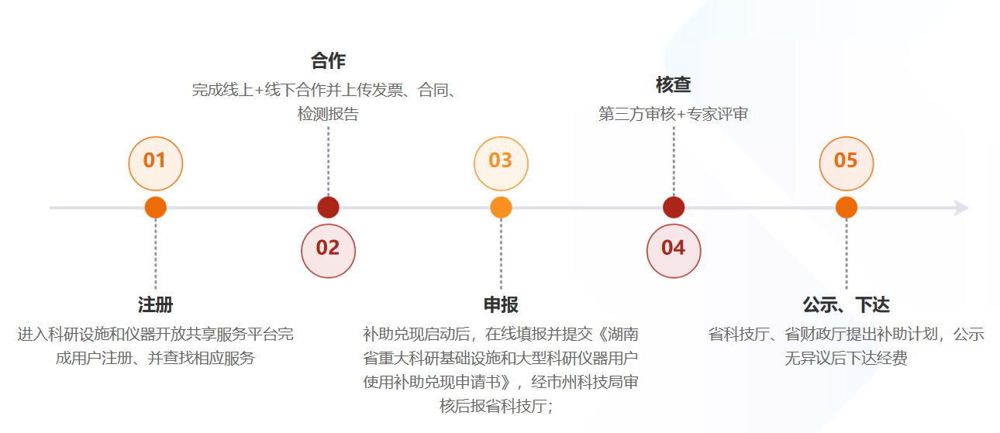 01
注册
进入科研设施和仪器开放共享服务平台完
成用户注册、并查找相应服务
合作
完成线上+线下合作并上传发票、合同、
检测报告
02
03
申报
补助兑现启动后，在线填报并提交《湖南
省重大科研基础设施和大型科研仪器用户
使用补助兑现申请书》，经市州科技局审
核后报省科技厅；
核查
第三方审核+专家评审
04
05
公示、下达
省科技厅、省财政厅提出补助计划，公示
无异议后下达经费